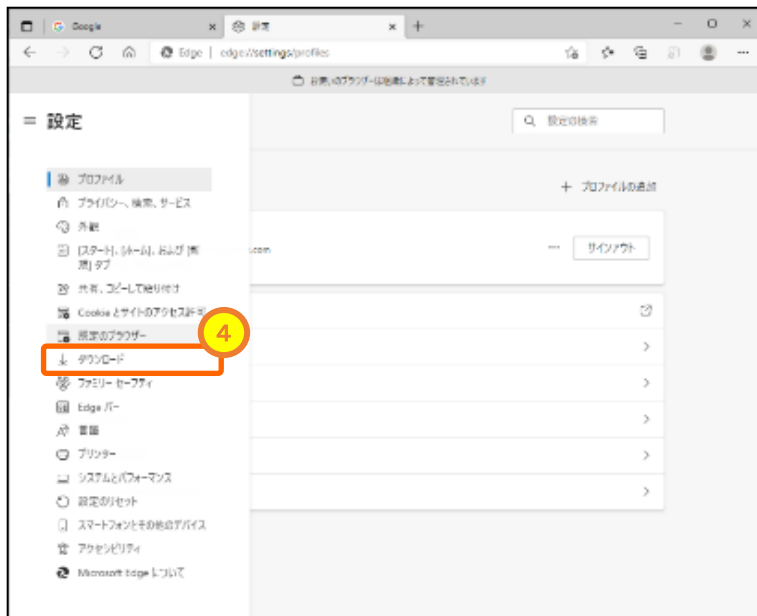 Google
設定
Edge | edge://settings/profiles
お使いのブラウザーは組織によって管理されています
設定
設定の検索
プロファイル
プロファイルの追加
プライバシー、検索、サービス
外観
[スタート]、[ホーム]、および [新
規] タブ
.com
サインアウト
共有、コピーして貼り付け
Cookie とサイトのアクセス許可
既定のブラウザー
4
ダウンロード
ファミリー セーフティ
Edge バー
言語
プリンター
システムとパフォーマンス
設定のリセット
スマートフォンとその他のデバイス
アクセシビリティ
Microsoft Edge について